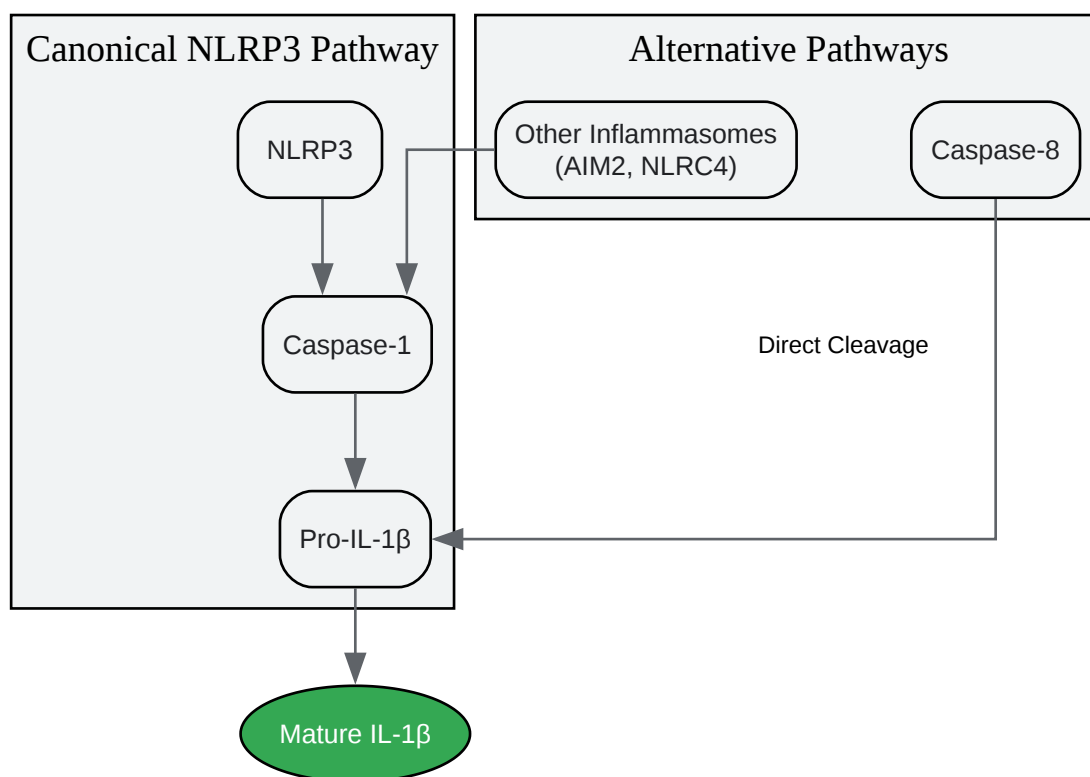 Canonical NLRP3 Pathway
Alternative Pathways
NLRP3
Other Inflammasomes
(AIM2, NLRC4)
Caspase-8
Caspase-1
Direct Cleavage
Pro-IL-1β
Mature IL-1β